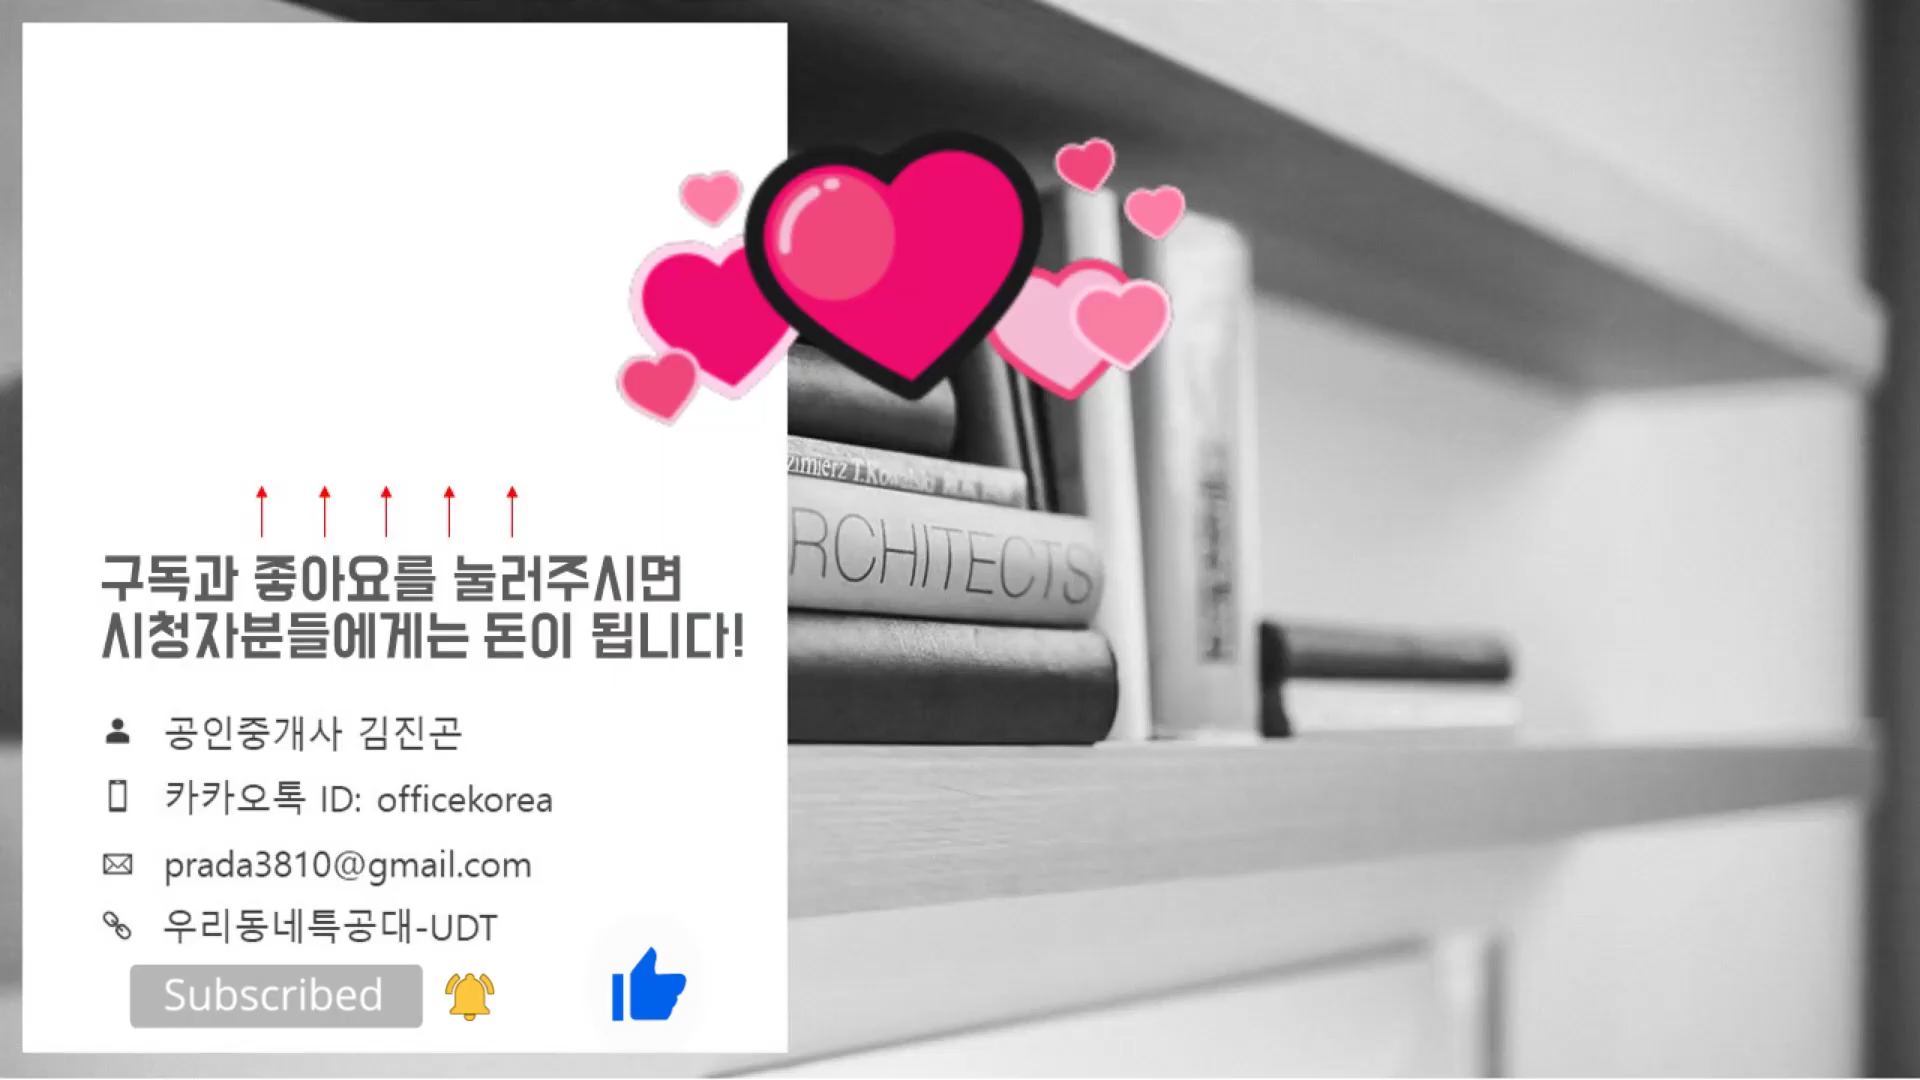 구독과 좋아요를 눌러주시면
시청자분들에게는 돈이 됩니다!
공인중개사 김진곤
카카오톡 ID: officekorea
prada3810@gmail.com
우리동네특공대-UDT
Subscribed
zimierz T.Kowalski
RCHITECTS